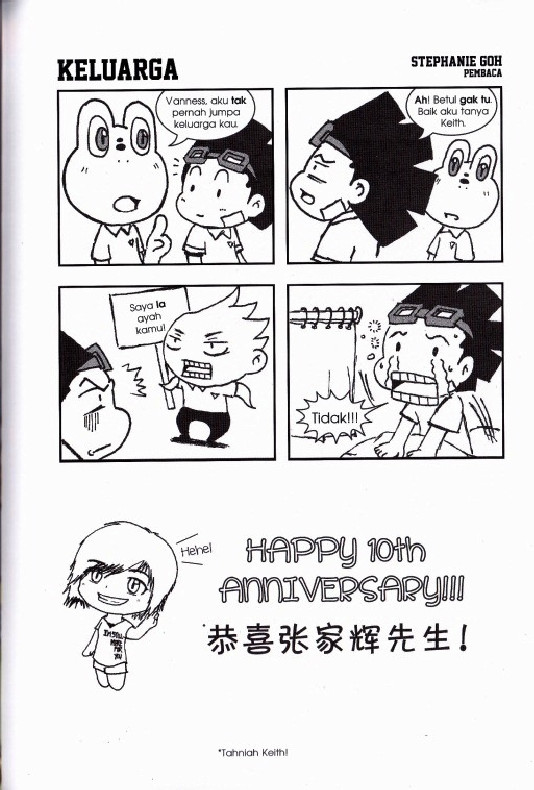 KELUARGA
STEPHANIE GOH
PEMBACA
Vanness, aku tak
pernah jumpa
keluarga kau.
Ah! Betul gak tu.
Baik aku tanya
Keith.
Saya la
ayah
kamu!
Tidak!!!
Hehe!
HAPPY 10th
ANNIVERSARY!!!
恭喜张家辉先生!
I'M STILL
HERE
FOR
YOU
*Tahniah Keith!!